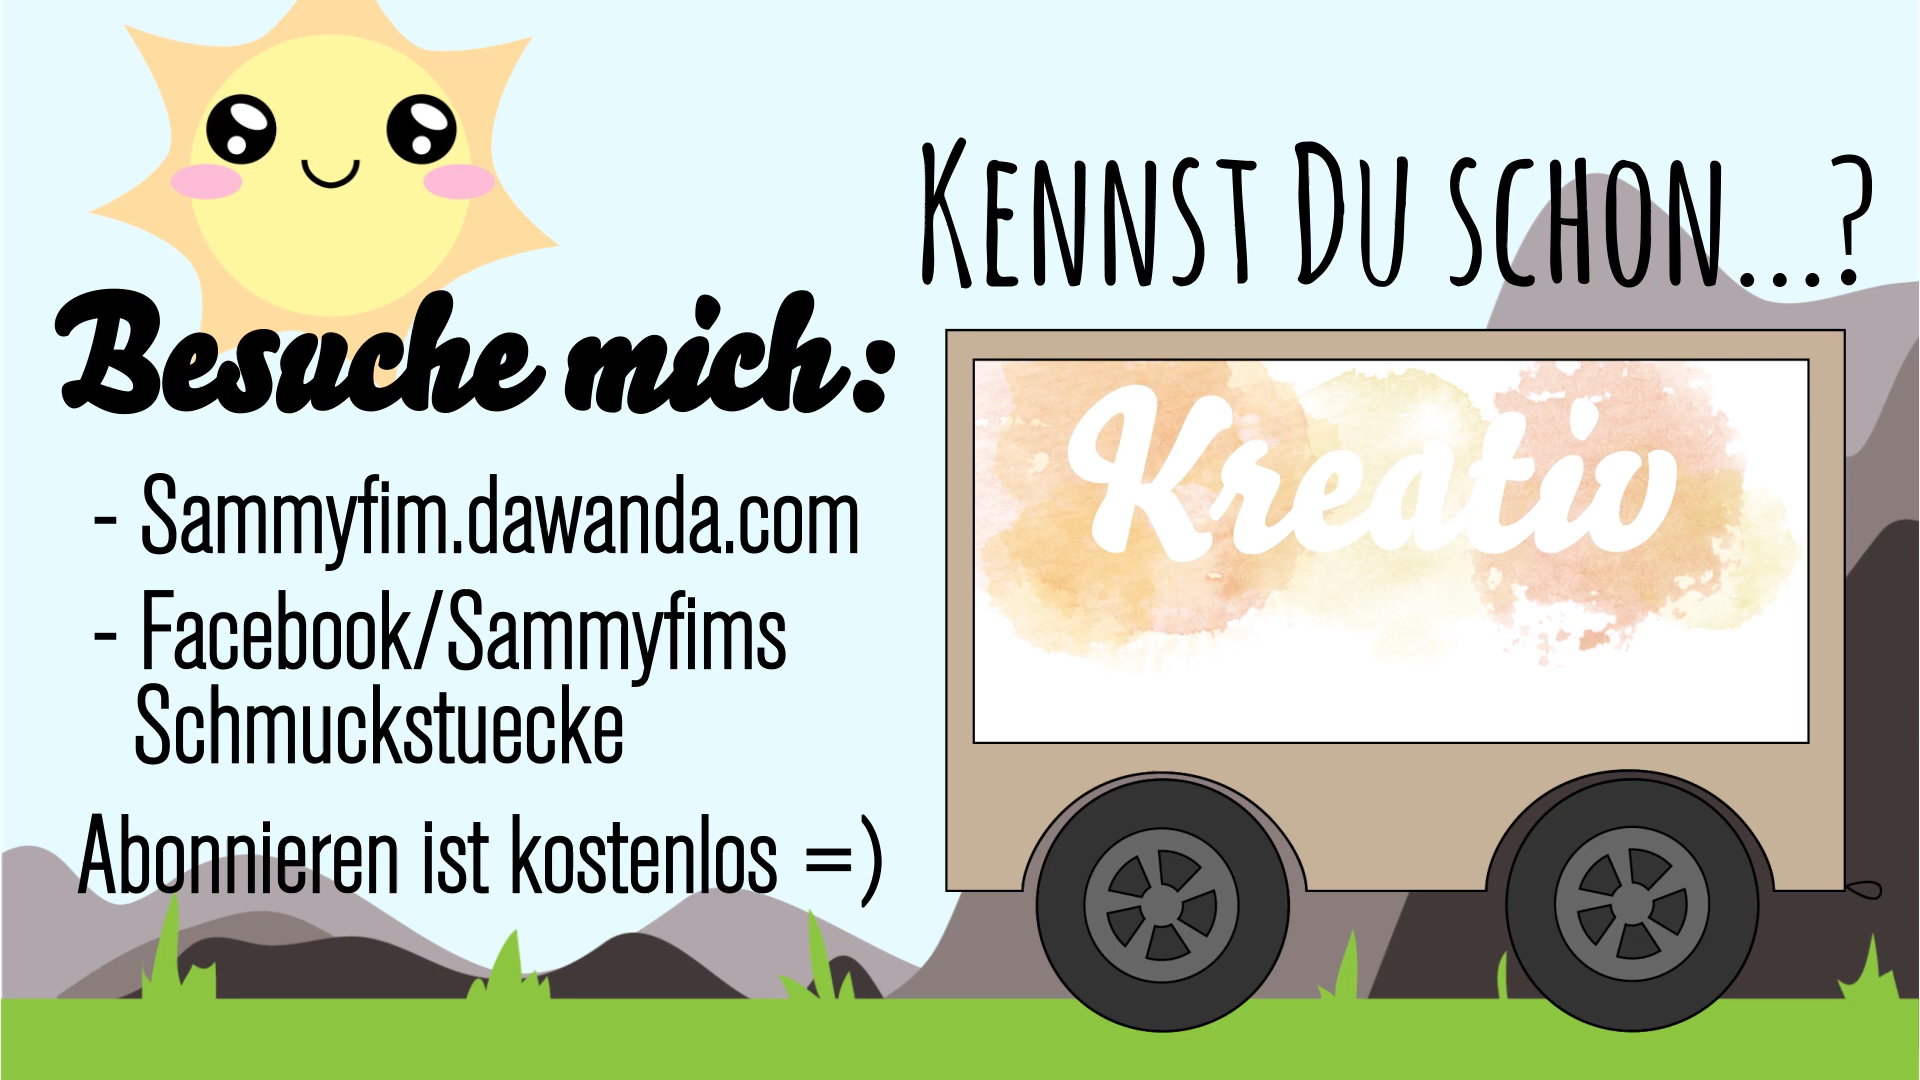 Besuche mich:
- Sammyfim.dawanda.com
- Facebook/Sammyfims
Schmuckstuecke
Abonnieren ist kostenlos =)
KENNST DU SCHON...?
Kreativ